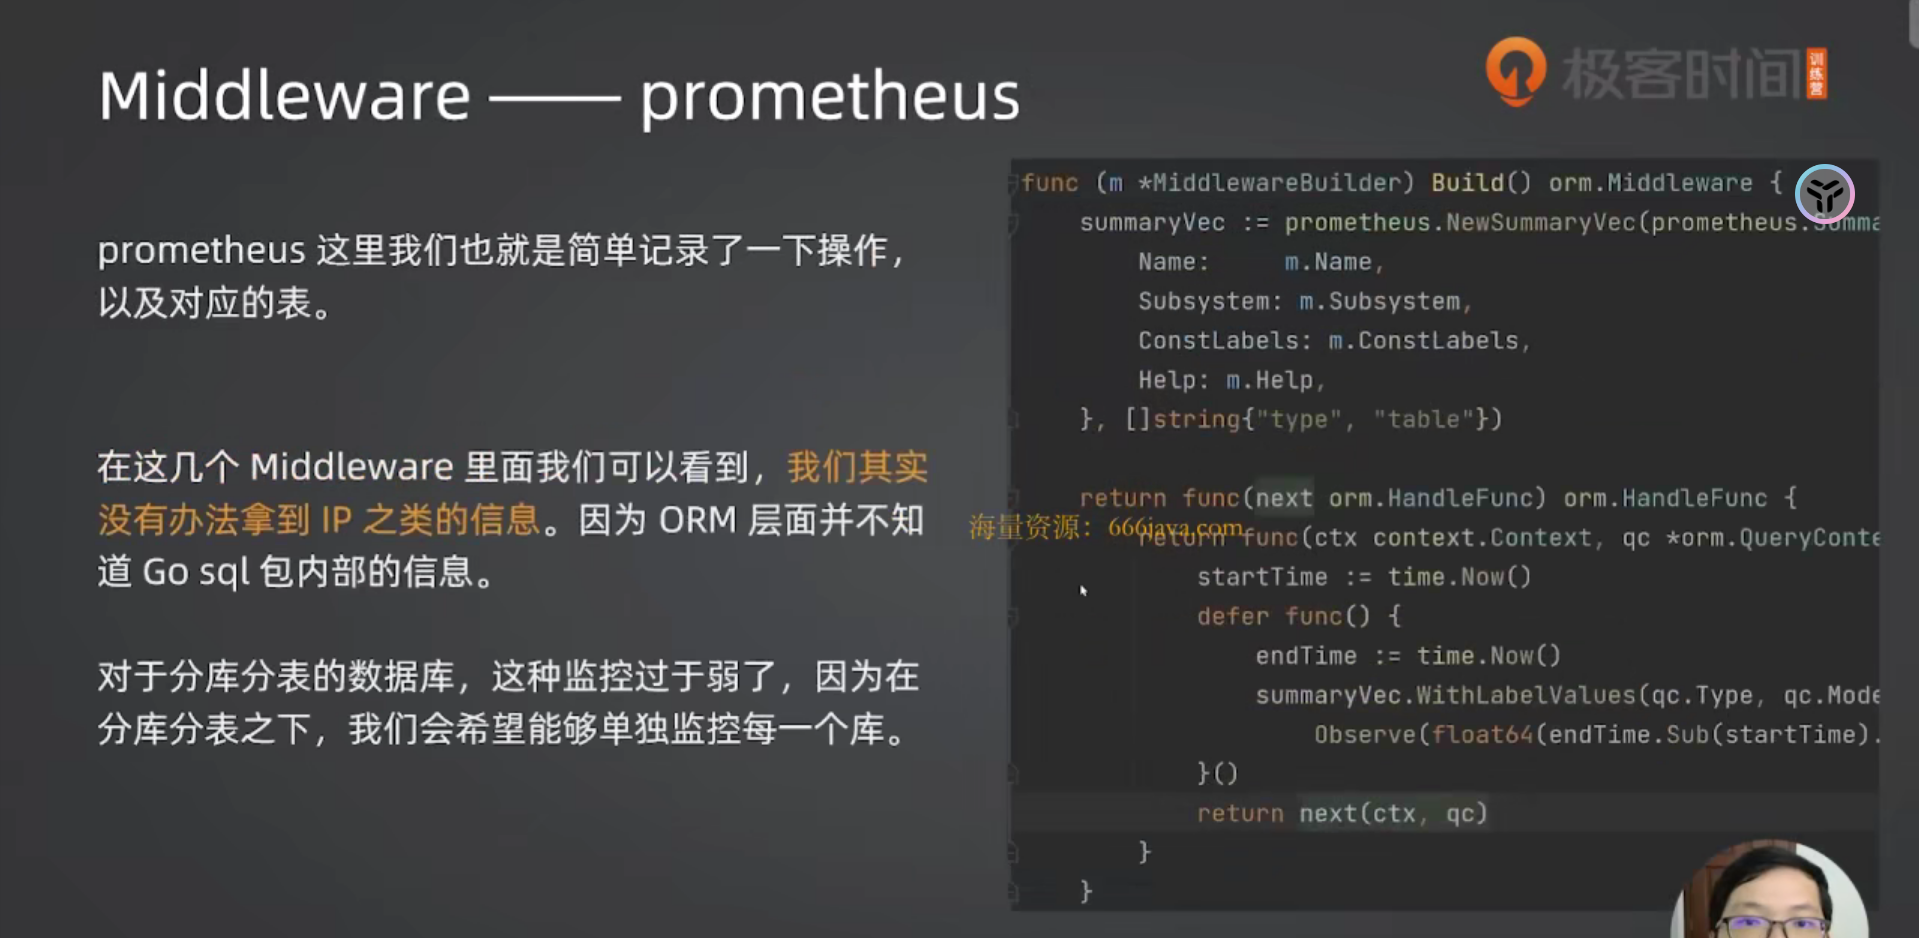 Middleware —— prometheus
极客时间
训练营
prometheus 这里我们也就是简单记录了一下操作，
以及对应的表。
在这几个 Middleware 里面我们可以看到，我们其实
没有办法拿到 IP 之类的信息。因为 ORM 层面并不知
道 Go sql 包内部的信息。
对于分库分表的数据库，这种监控过于弱了，因为在
分库分表之下，我们会希望能够单独监控每一个库。
func (m *MiddlewareBuilder) Build() orm.Middleware {
summaryVec := prometheus.NewSummaryVec(prometheus.Summa
Name: m.Name,
Subsystem: m.Subsystem,
ConstLabels: m.ConstLabels,
Help: m.Help,
}, []string{"type", "table"})
return func(next orm.HandleFunc) orm.HandleFunc {
海量资源：666java.com
return func(ctx context.Context, qc *orm.QueryConte
startTime := time.Now()
defer func() {
endTime := time.Now()
summaryVec.WithLabelValues(qc.Type, qc.Mode
Observe(float64(endTime.Sub(startTime).
}()
return next(ctx, qc)
}
}